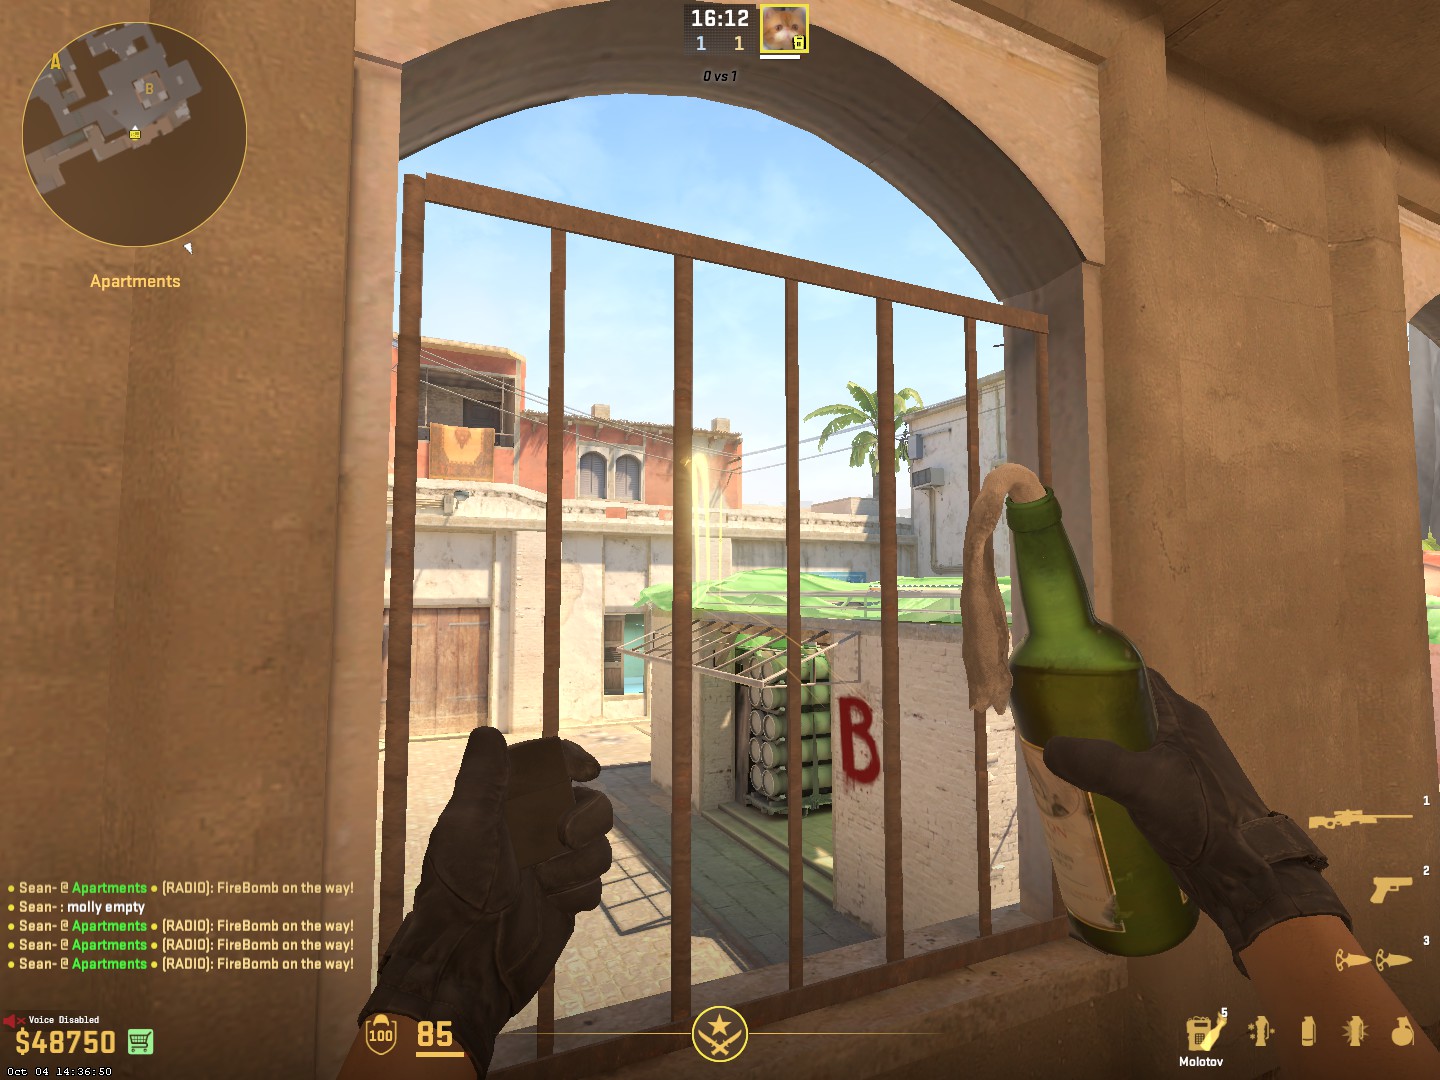 16:12
1 1
0 vs 1
A
B
Apartments
B
1
2
3
● Sean- @ Apartments ● (RADIO): FireBomb on the way!
● Sean- : molly empty
● Sean- @ Apartments ● (RADIO): FireBomb on the way!
● Sean- @ Apartments ● (RADIO): FireBomb on the way!
● Sean- @ Apartments ● (RADIO): FireBomb on the way!
Voice Disabled
$48750
100
85
5
Molotov
Oct 04 14:36:50